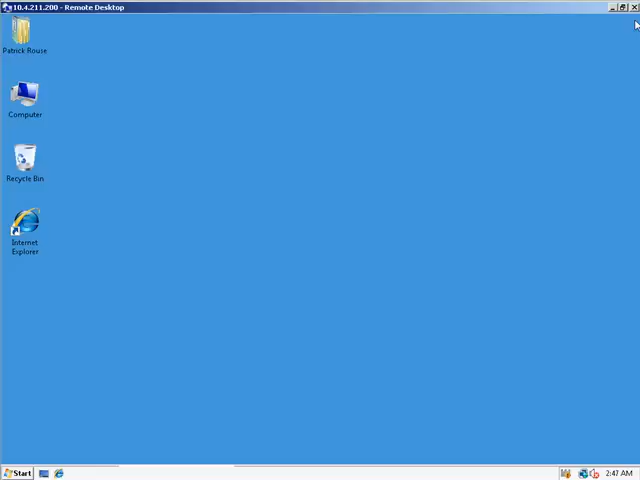 10.4.211.200 - Remote Desktop
Patrick Rouse
Computer
Recycle Bin
Internet
Explorer
Start
2:47 AM